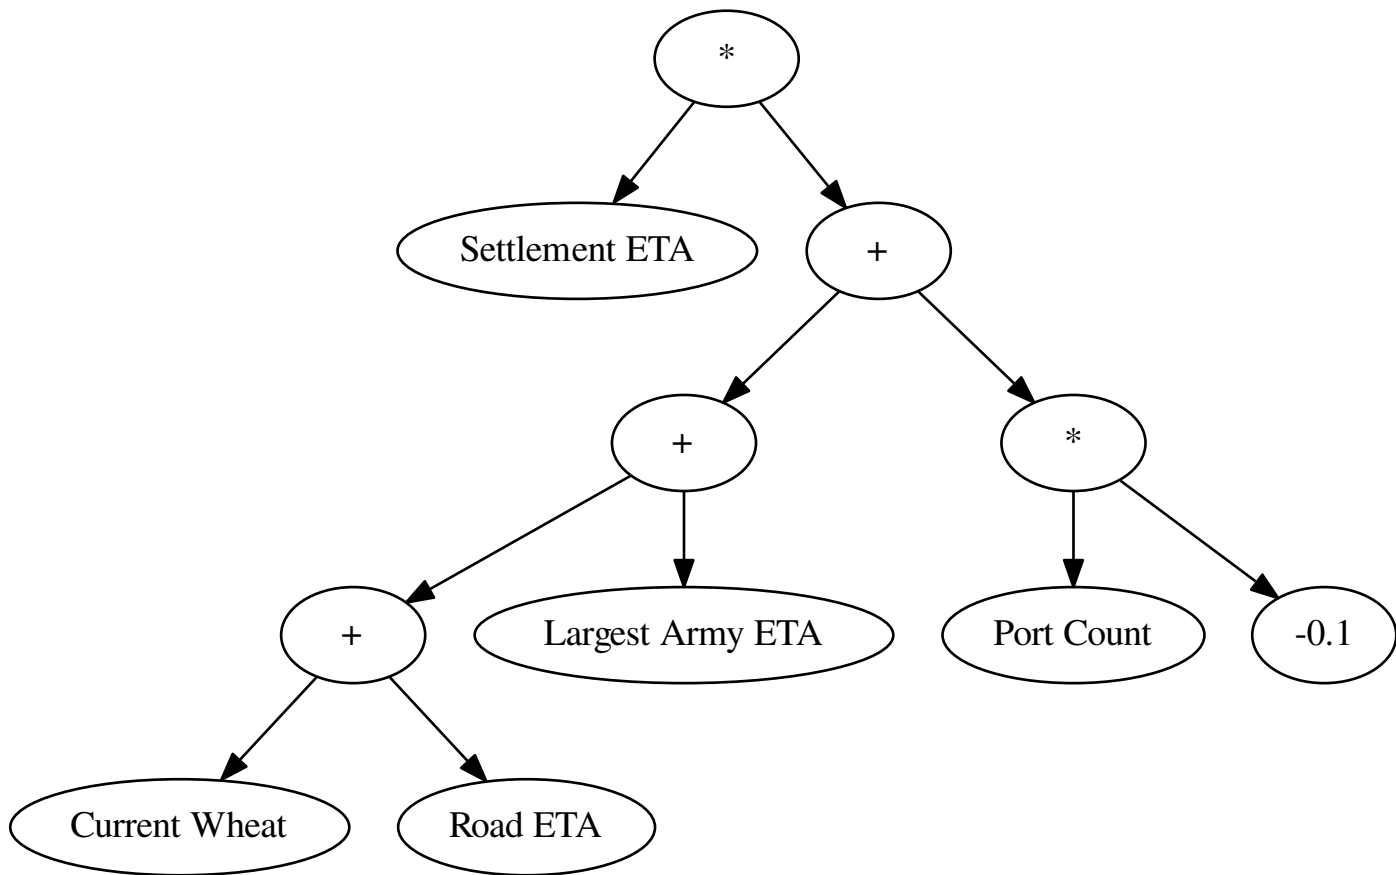 *
Settlement ETA
+
+
*
+
Largest Army ETA
Port Count
-0.1
Current Wheat
Road ETA